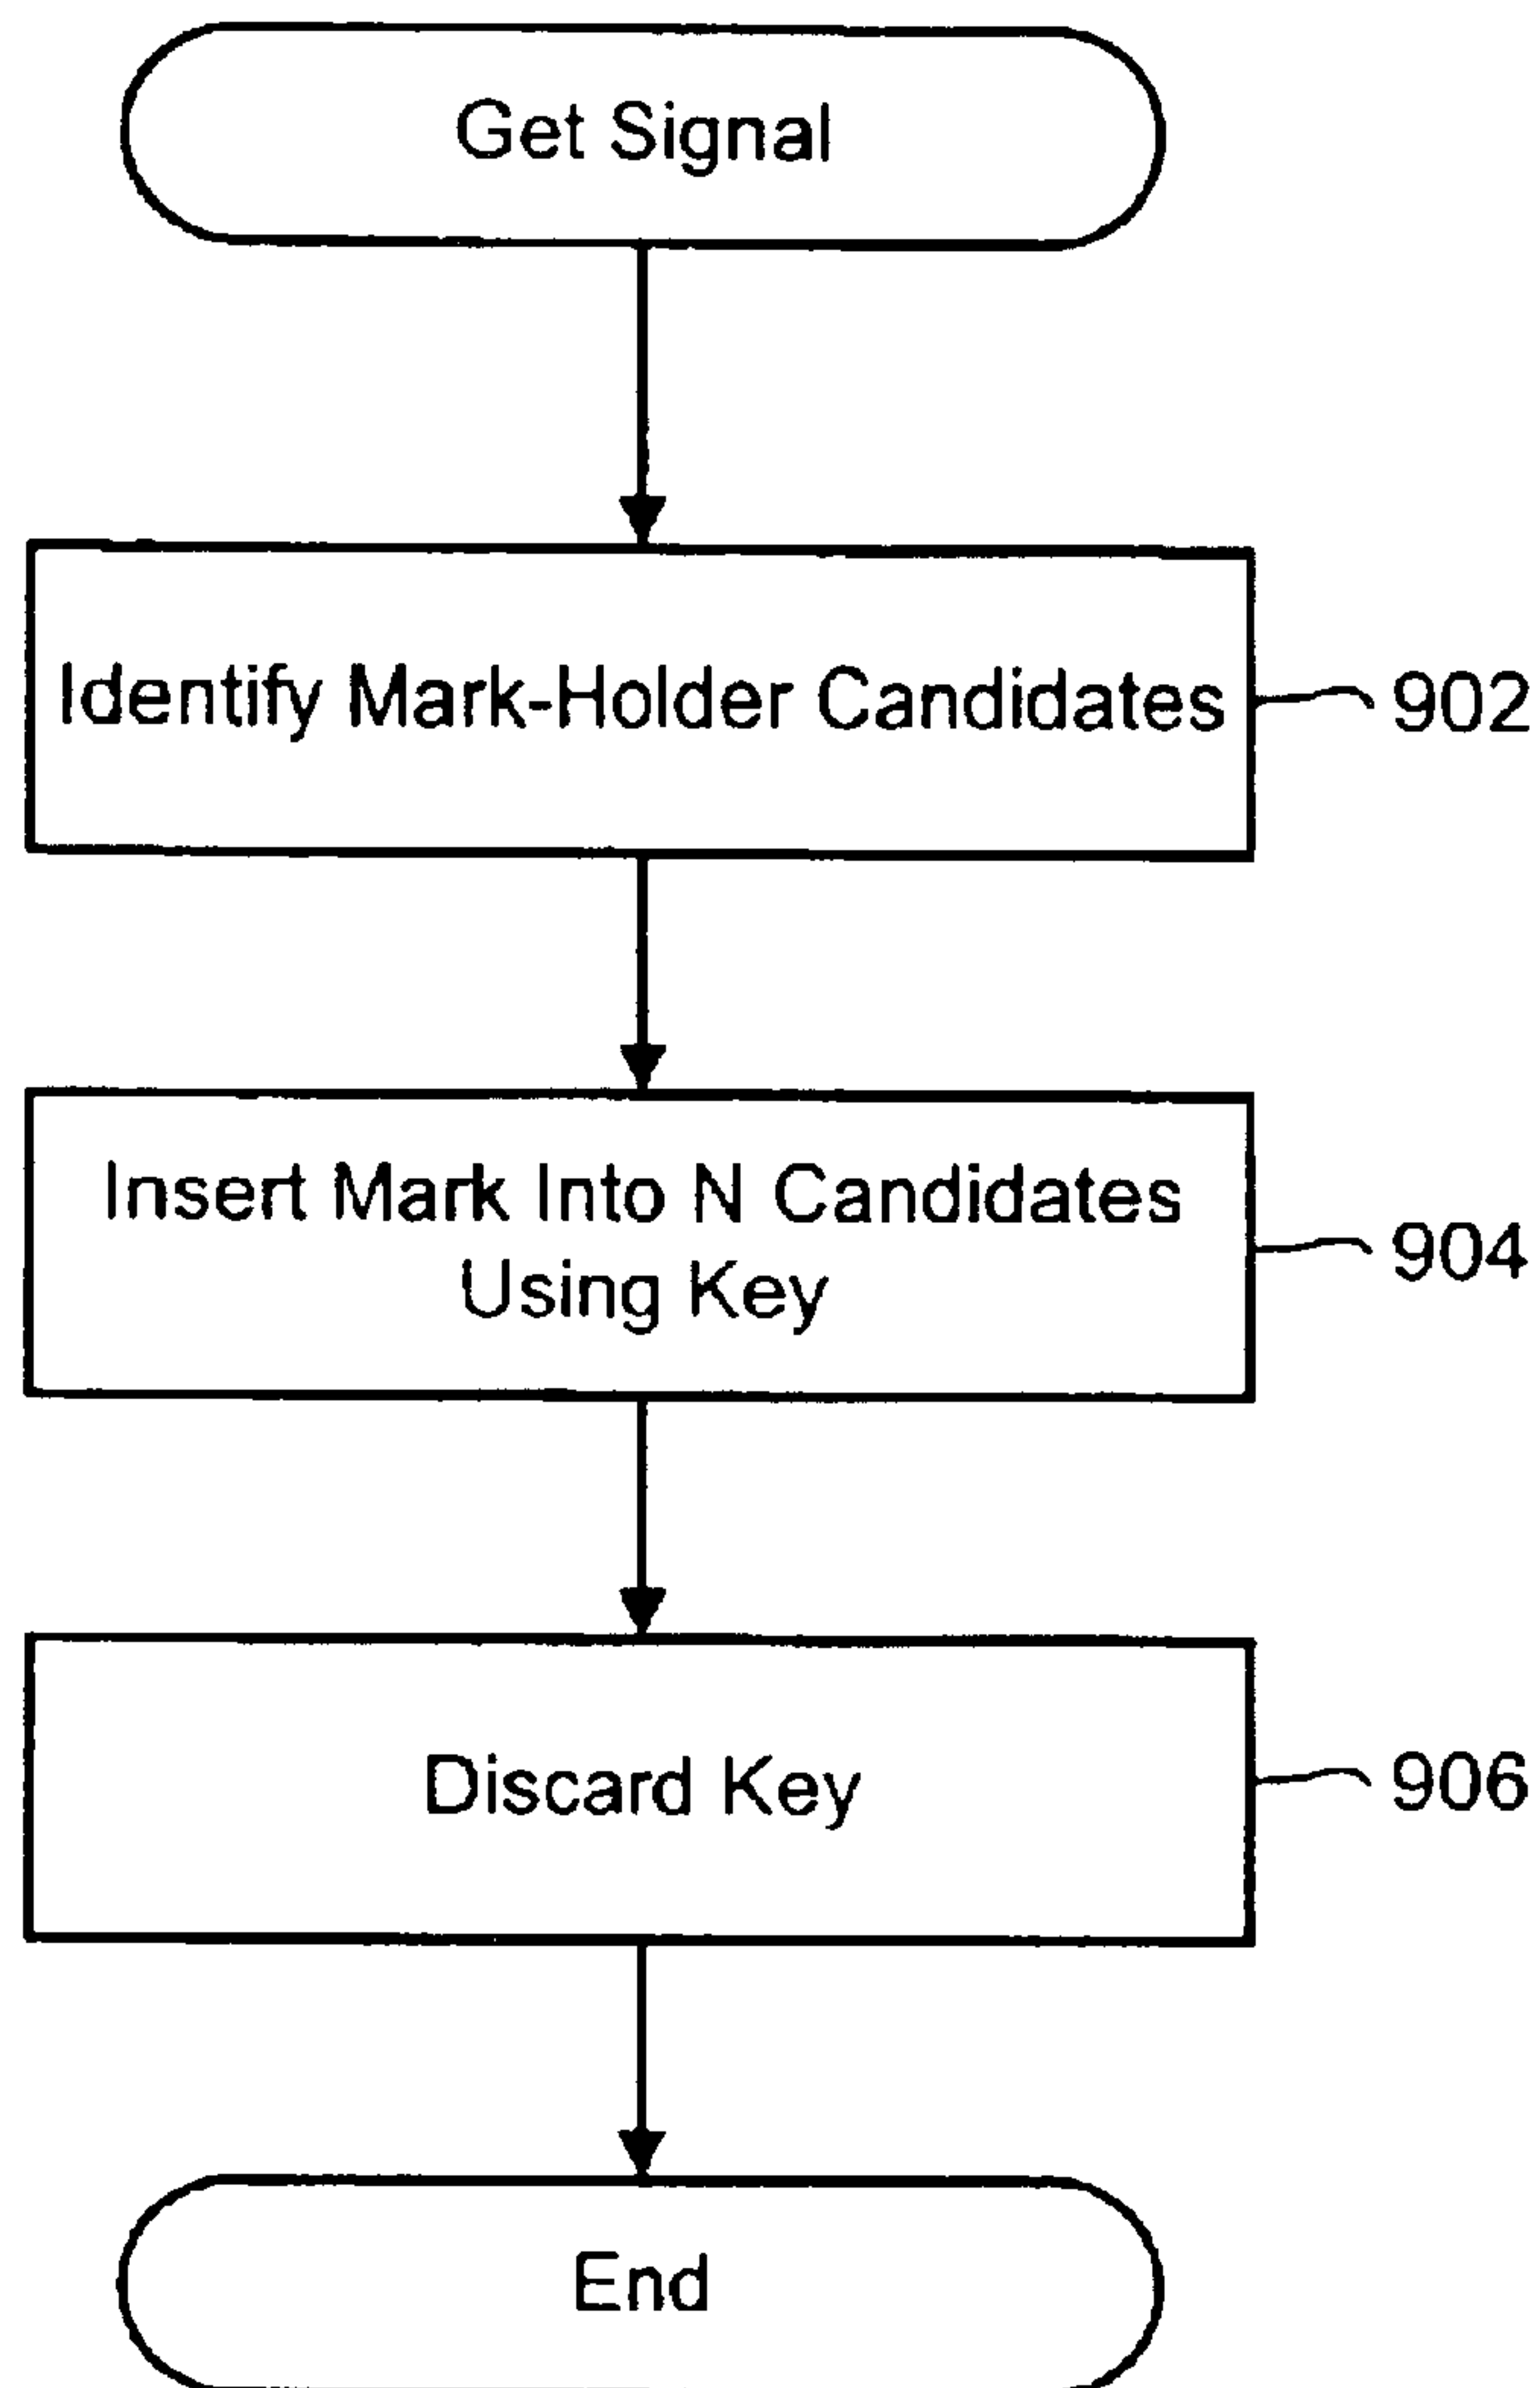 Get Signal
Identify Mark-Holder Candidates
902
Insert Mark Into N Candidates
Using Key
904
Discard Key
906
End